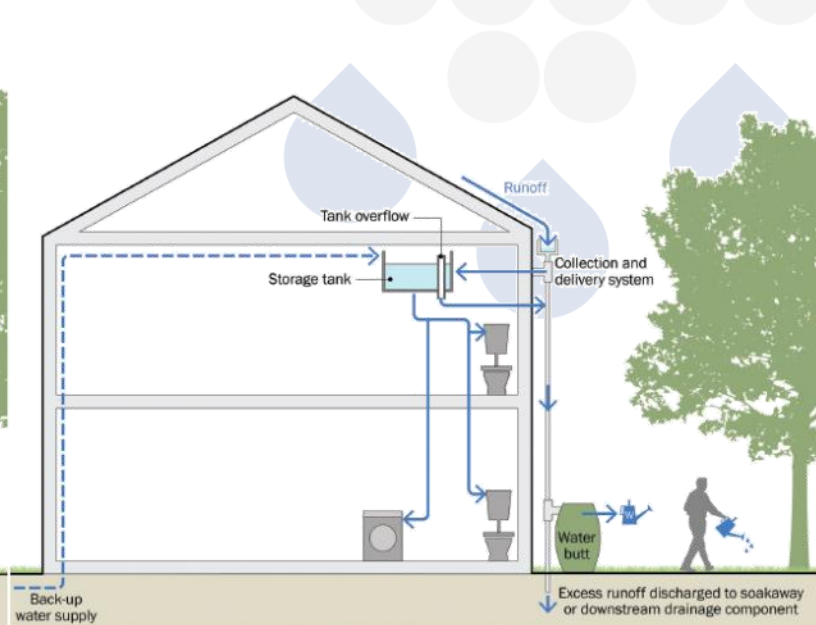 Runoff
Tank overflow
Collection and
delivery system
Storage tank
W
Water
butt
Back-up
water supply
Excess runoff discharged to soakaway
or downstream drainage component